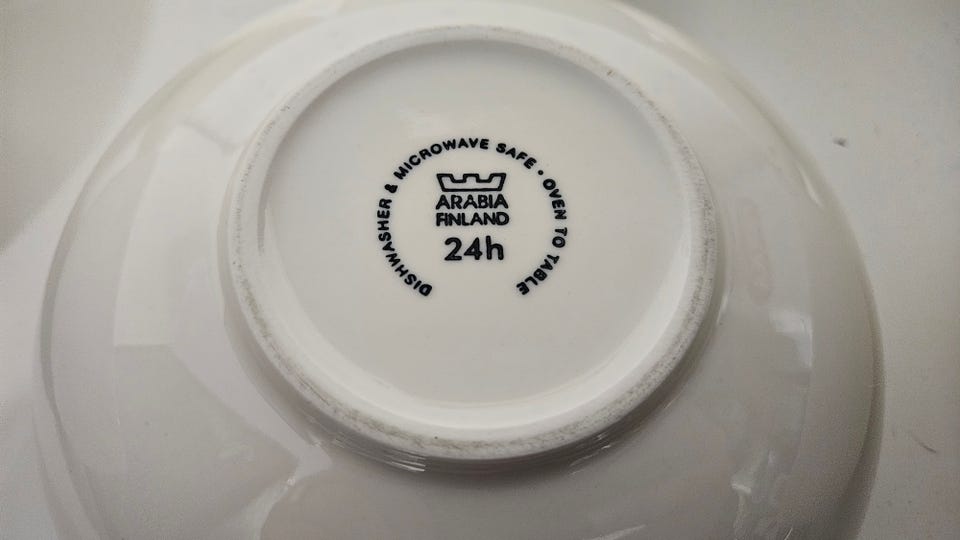 DISHWASHER & MICROWAVE SAFE • OVEN TO TABLE
ARABIA
FINLAND
24h